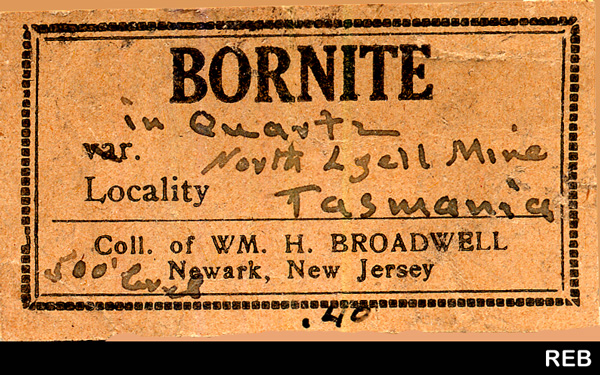 BORNITE
in Quartz
var.
North Lyell Mine
Locality Tasmania
Coll. of WM. H. BROADWELL
Newark, New Jersey
500' level
.40
REB